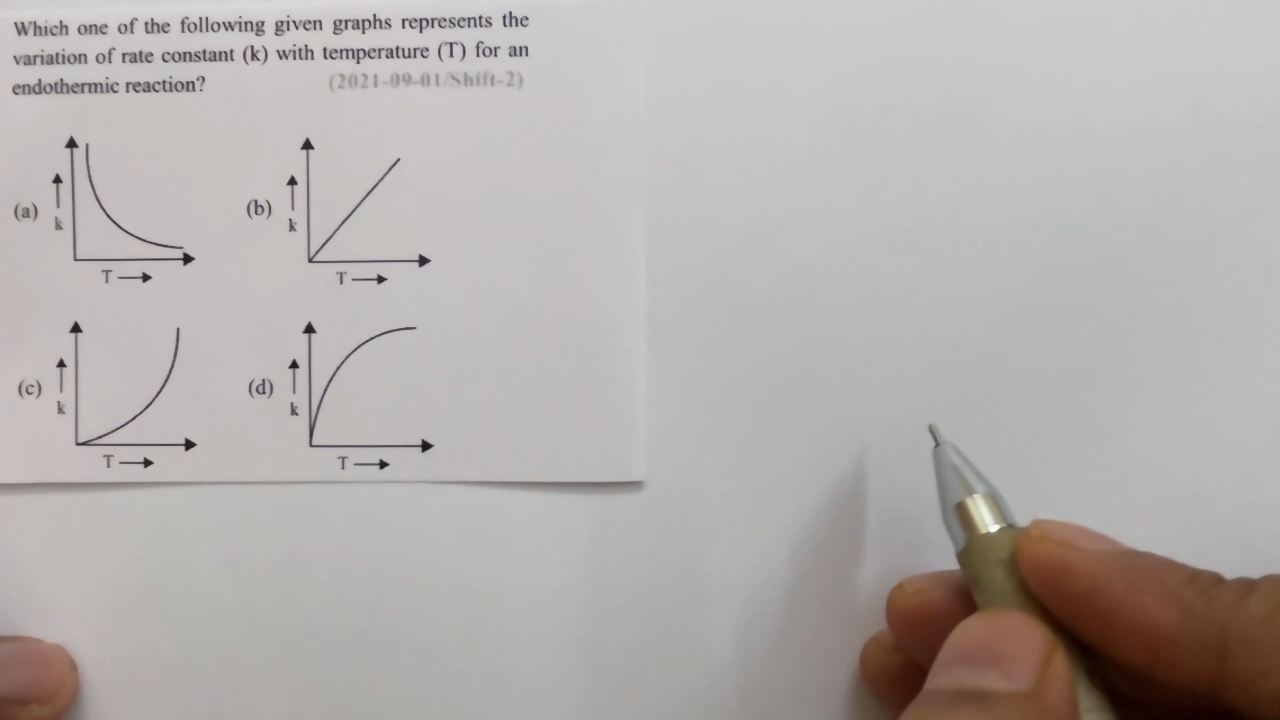 Which one of the following given graphs represents the
variation of rate constant (k) with temperature (T) for an
endothermic reaction? (2021-09-01/Shift-2)
(a) k T
(b) k T
(c) k T
(d) k T